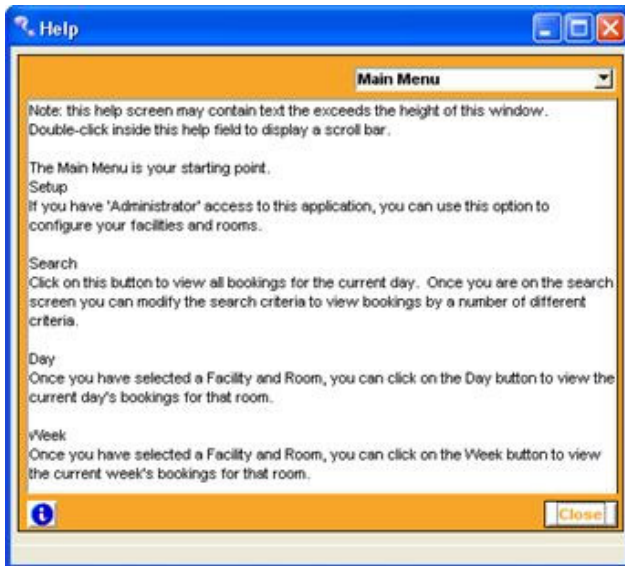 Help
Main Menu
Note: this help screen may contain text the exceeds the height of this window.
Double-click inside this help field to display a scroll bar.
The Main Menu is your starting point.
Setup
If you have 'Administrator' access to this application, you can use this option to
configure your facilities and rooms.
Search
Click on this button to view all bookings for the current day. Once you are on the search
screen you can modify the search criteria to view bookings by a number of different
criteria.
Day
Once you have selected a Facility and Room, you can click on the Day button to view the
current day's bookings for that room.
Week
Once you have selected a Facility and Room, you can click on the Week button to view
the current week's bookings for that room.
Close